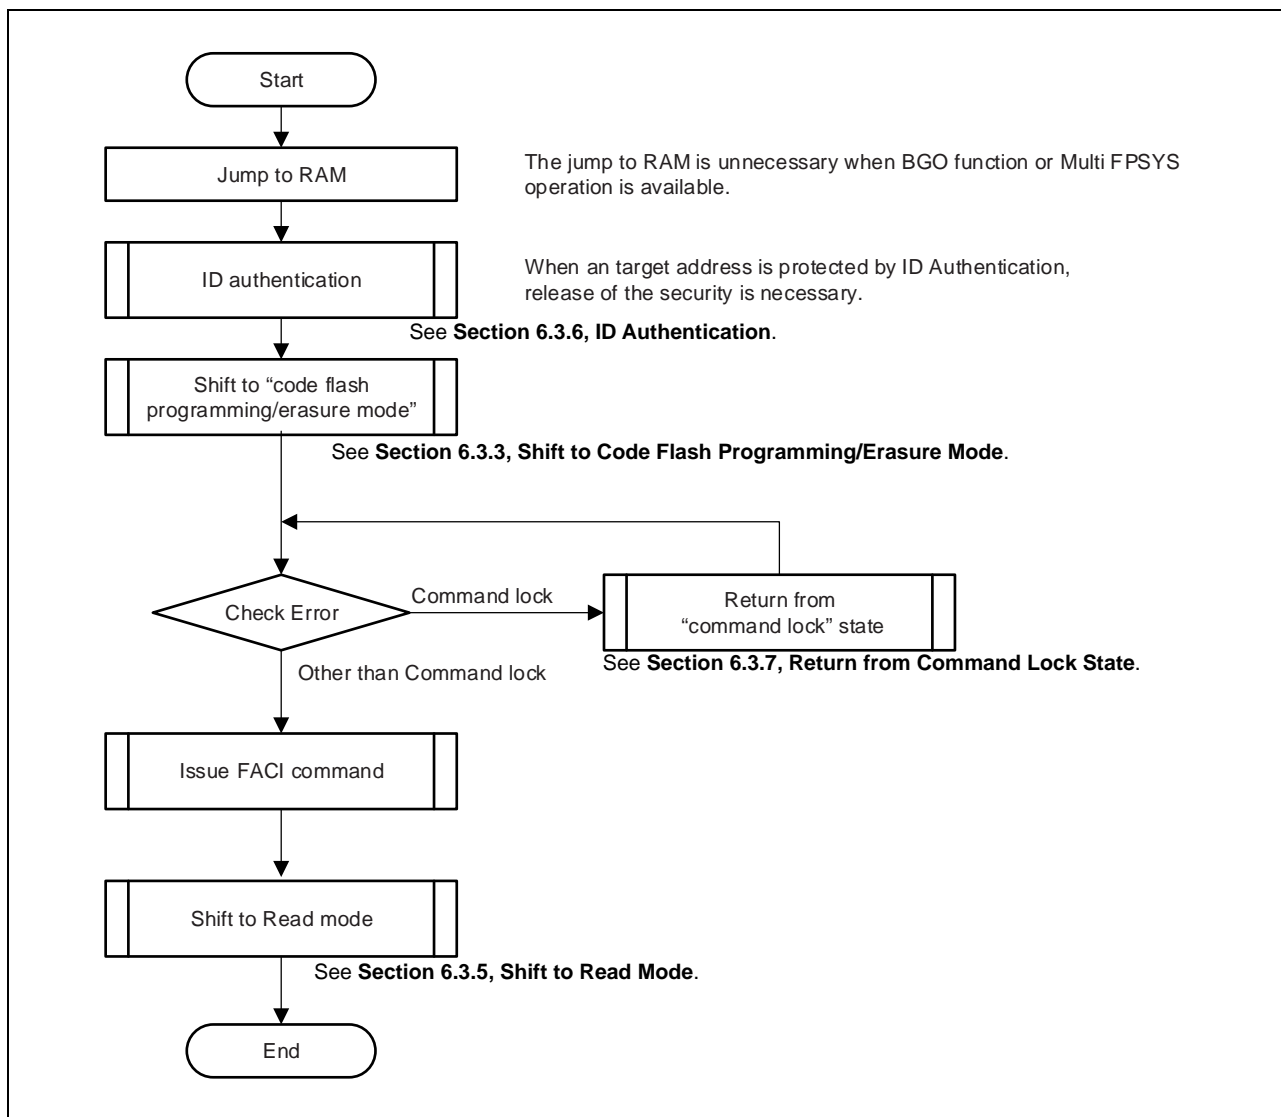 Start
Jump to RAM
The jump to RAM is unnecessary when BGO function or Multi FPSYS
operation is available.
ID authentication
When an target address is protected by ID Authentication,
release of the security is necessary.
See Section 6.3.6, ID Authentication.
Shift to “code flash
programming/erasure mode”
See Section 6.3.3, Shift to Code Flash Programming/Erasure Mode.
Check Error
Command lock
Return from
“command lock” state
See Section 6.3.7, Return from Command Lock State.
Other than Command lock
Issue FACI command
Shift to Read mode
See Section 6.3.5, Shift to Read Mode.
End